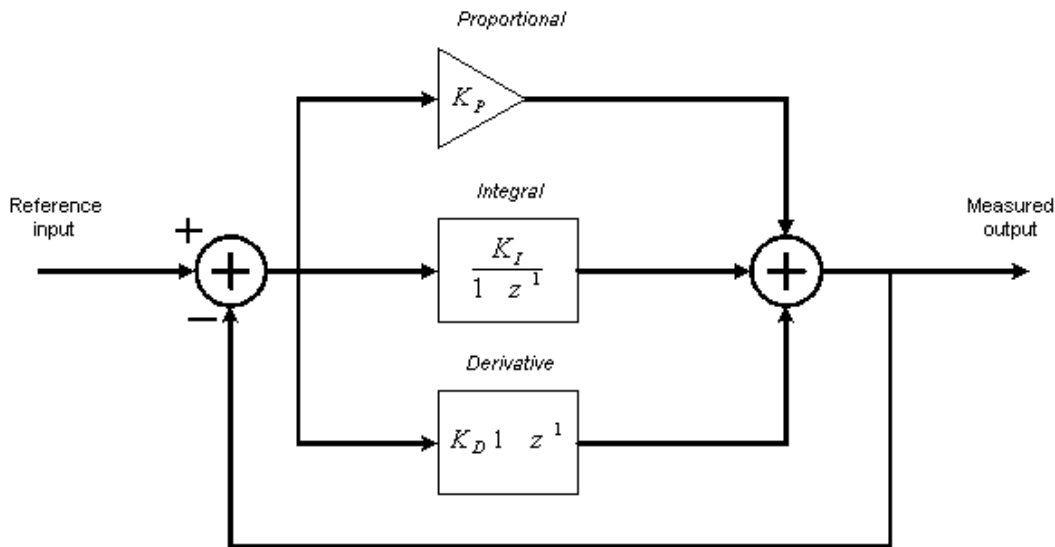 Proportional
K_P
Integral
Reference
input
Measured
output
+
+
+
K_I
1 z^1
−
Derivative
K_D 1 z^1